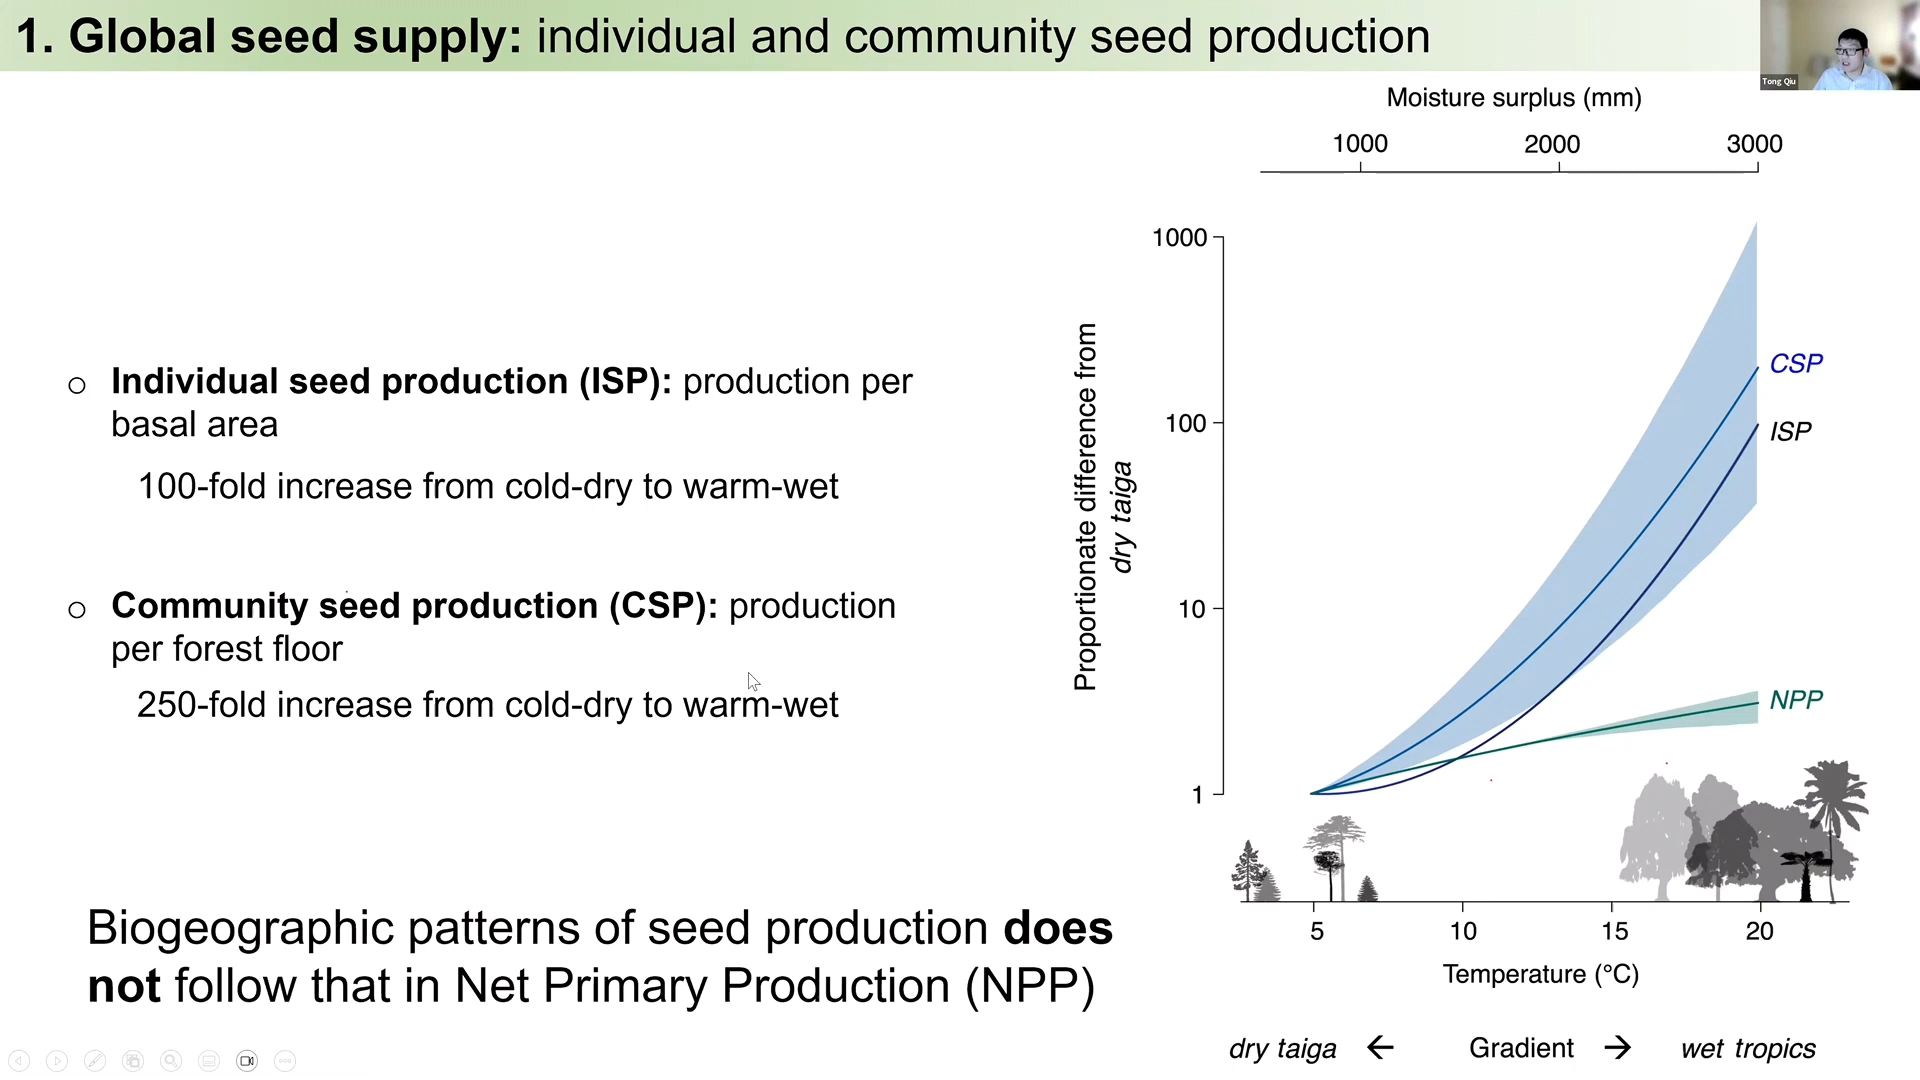 1. Global seed supply: individual and community seed production
Tong Qiu
Individual seed production (ISP): production per
basal area
100-fold increase from cold-dry to warm-wet
Community seed production (CSP): production
per forest floor
250-fold increase from cold-dry to warm-wet
Biogeographic patterns of seed production does
not follow that in Net Primary Production (NPP)
Moisture surplus (mm)
1000 2000 3000
Proportionate difference from
dry taiga
1000
100
10
1
CSP
ISP
NPP
5 10 15 20
Temperature (°C)
dry taiga ← Gradient → wet tropics